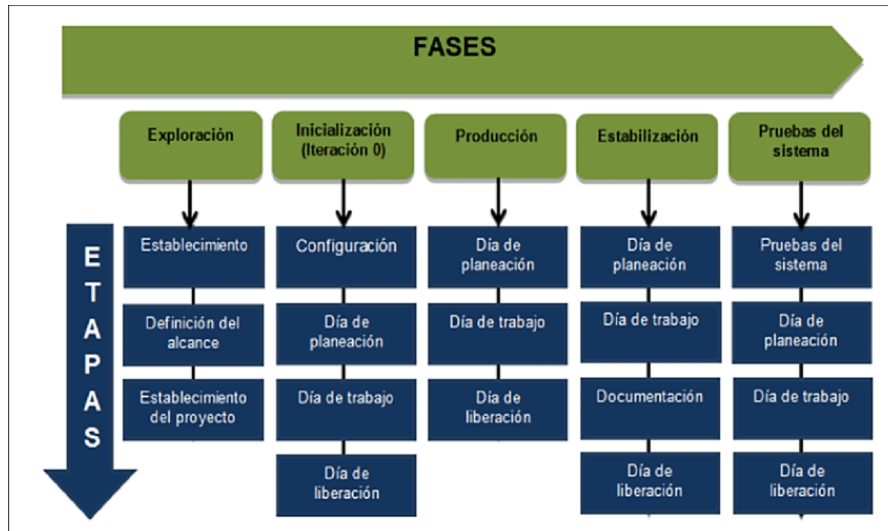 FASES
Exploración
Inicialización
(Iteración 0)
Producción
Estabilización
Pruebas del
sistema
ETAPAS
Establecimiento
Definición del
alcance
Establecimiento
del proyecto
Configuración
Día de
planeación
Día de trabajo
Día de
liberación
Día de
planeación
Día de trabajo
Día de
liberación
Día de
planeación
Día de trabajo
Documentación
Día de
liberación
Pruebas del
sistema
Día de
planeación
Día de trabajo
Día de
liberación